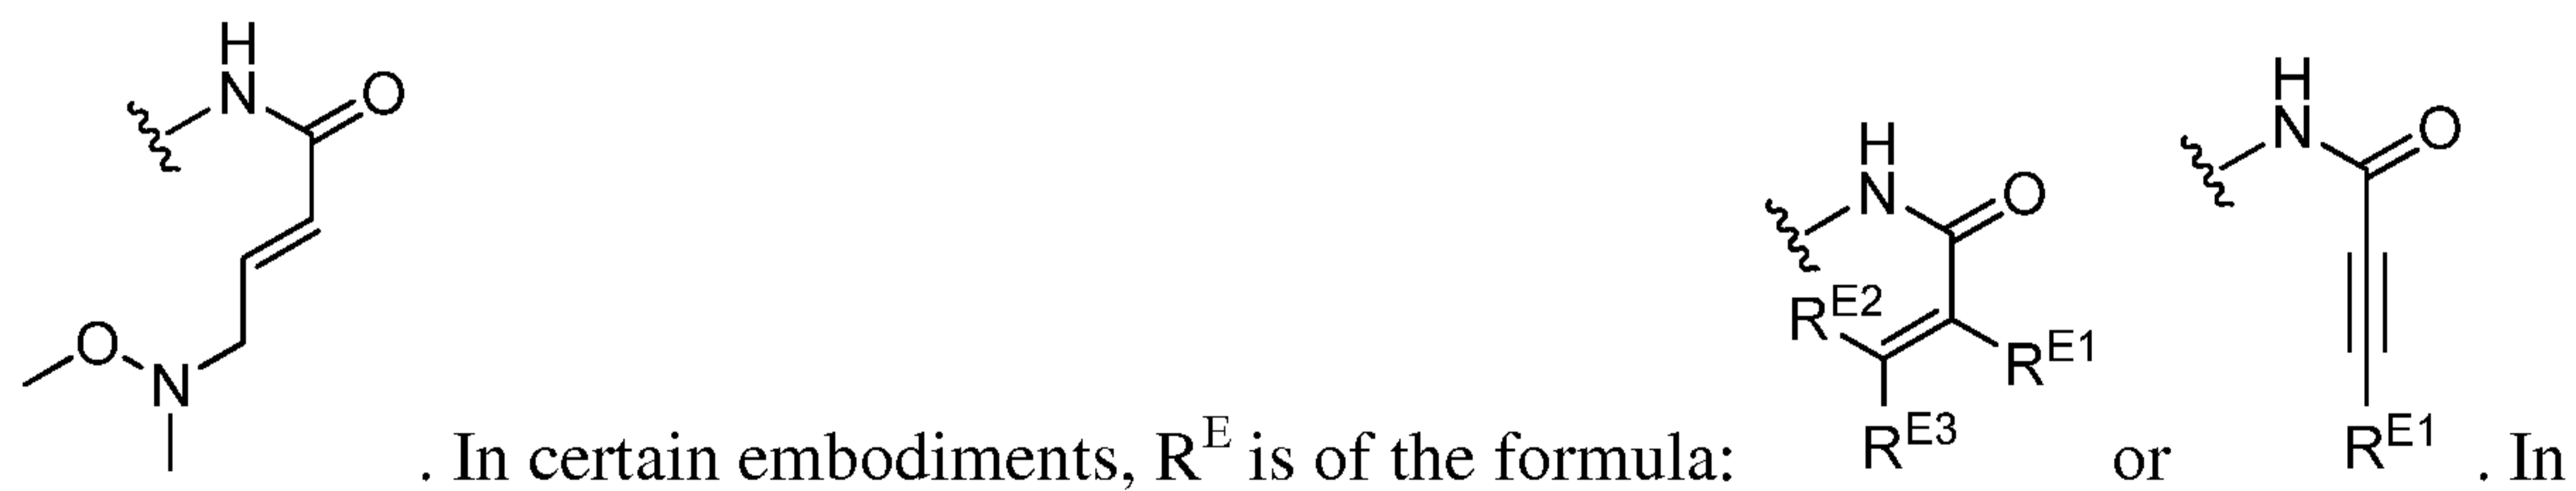 H
N
O
O
N
. In certain embodiments, R^E is of the formula:
H
N
O
R^E2
R^E1
R^E3
or
H
N
O
R^E1
. In